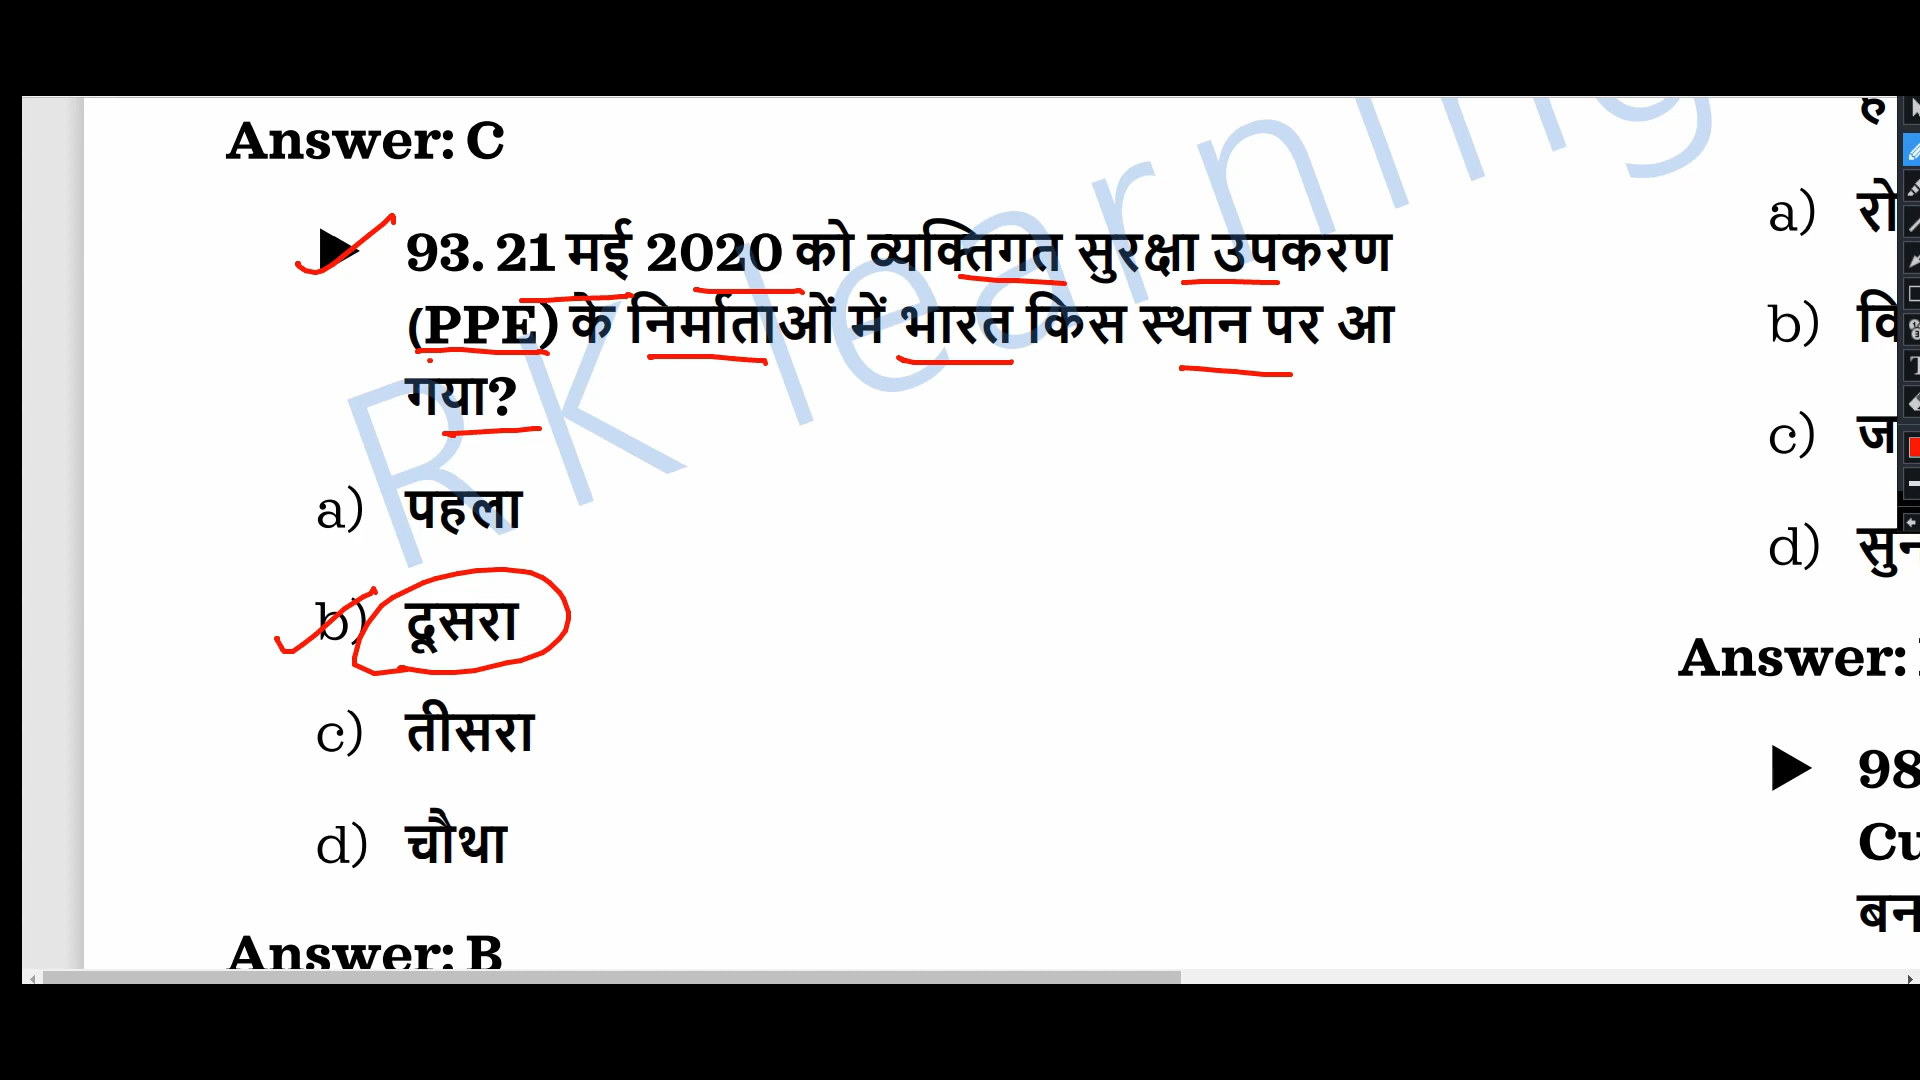 Answer: C
93. 21 मई 2020 को व्यक्तिगत सुरक्षा उपकरण
(PPE) के निर्माताओं में भारत किस स्थान पर आ
गया?
a) पहला
b) दूसरा
c) तीसरा
d) चौथा
Answer: B
RK learning
a)
b)
c)
d)
Answer:
98